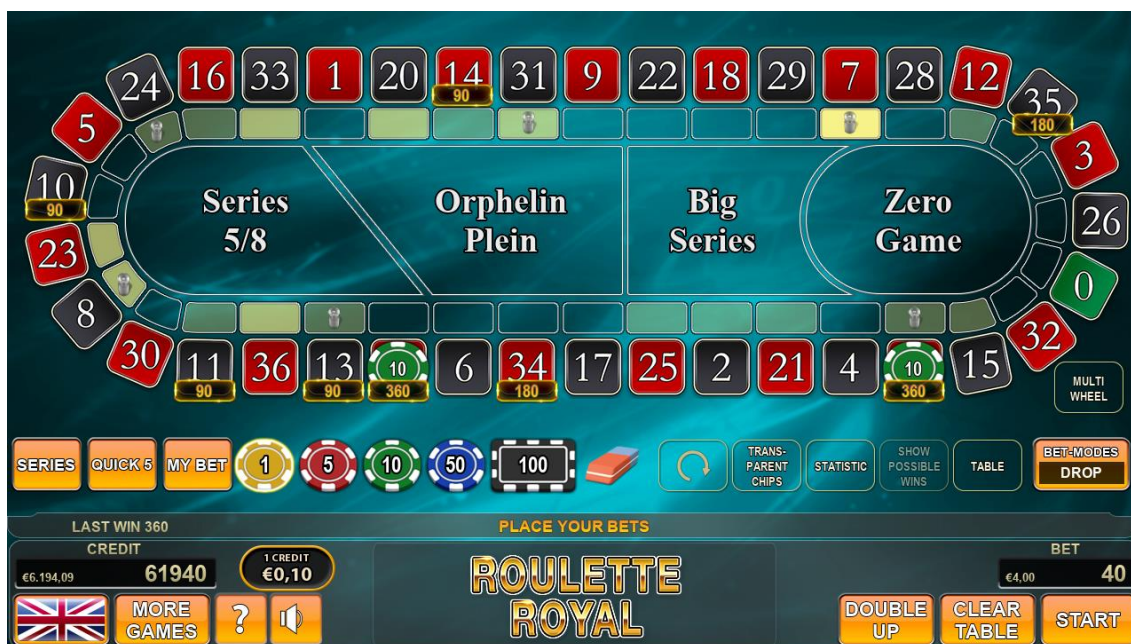 24 16 33 1 20 14 31 9 22 18 29 7 28 12 35
90
180
5
3
10
90
26
23
0
8
32
30 11 36 13 10 6 34 17 25 2 21 4 10 15
90 90 360 180 360
Series
5/8
Orphelin
Plein
Big
Series
Zero
Game
MULTI
WHEEL
SERIES
QUICK 5
MY BET
1
5
10
50
100
TRANS-
PARENT
CHIPS
STATISTIC
SHOW
POSSIBLE
WINS
TABLE
BET-MODES
DROP
LAST WIN 360
PLACE YOUR BETS
CREDIT
€6.194,09 61940
1 CREDIT
€0,10
ROULETTE
ROYAL
BET
€4,00 40
MORE
GAMES
?
DOUBLE
UP
CLEAR
TABLE
START